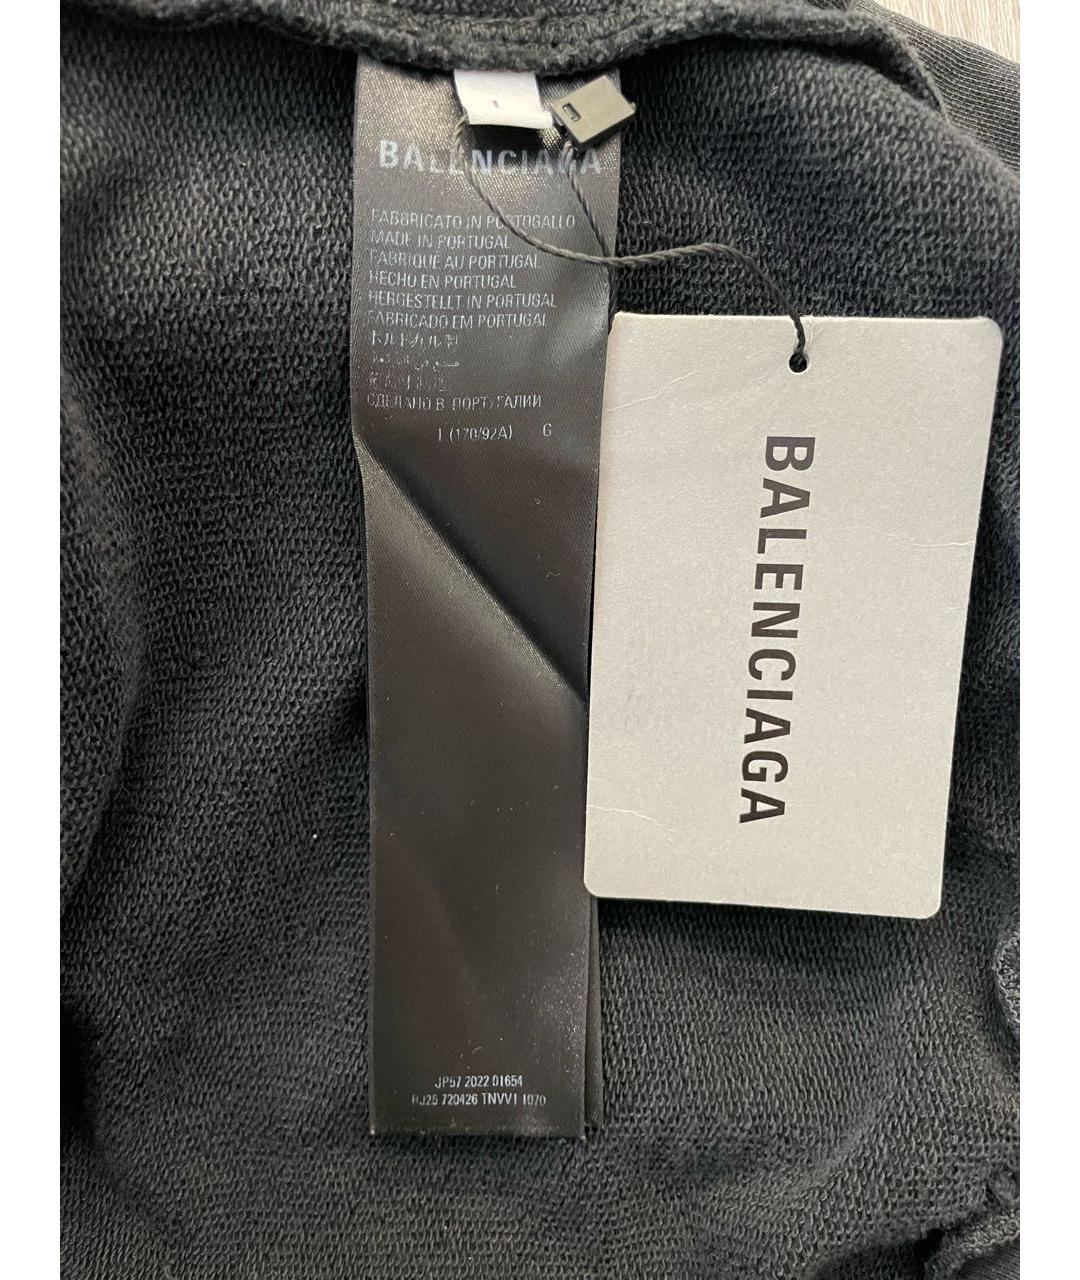 BALENCIAGA
FABBRICATO IN PORTOGALLO
MADE IN PORTUGAL
FABRIQUE AU PORTUGAL
HECHO EN PORTUGAL
HERGESTELLT IN PORTUGAL
FABRICADO EM PORTUGAL
СДЕЛАНО В ПОРТУГАЛИИ
(170/92A) G
JP57 2022 01654
RJ25 720426 TNVV1 1070
BALENCIAGA